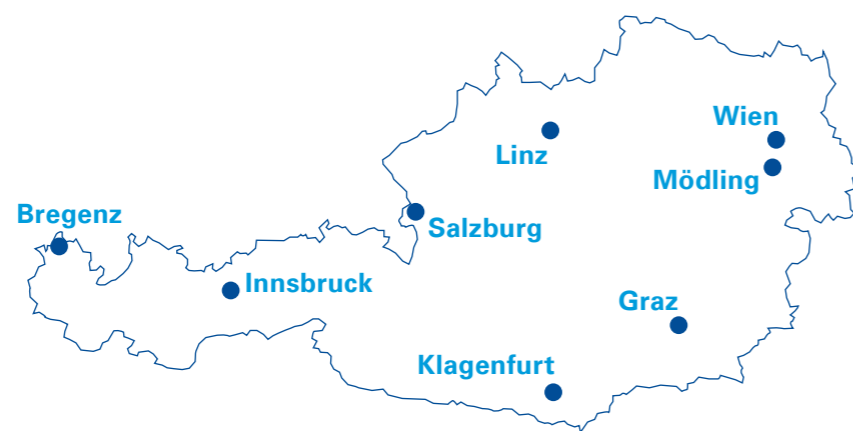 Wien
Linz
Mödling
Bregenz
Salzburg
Innsbruck
Graz
Klagenfurt